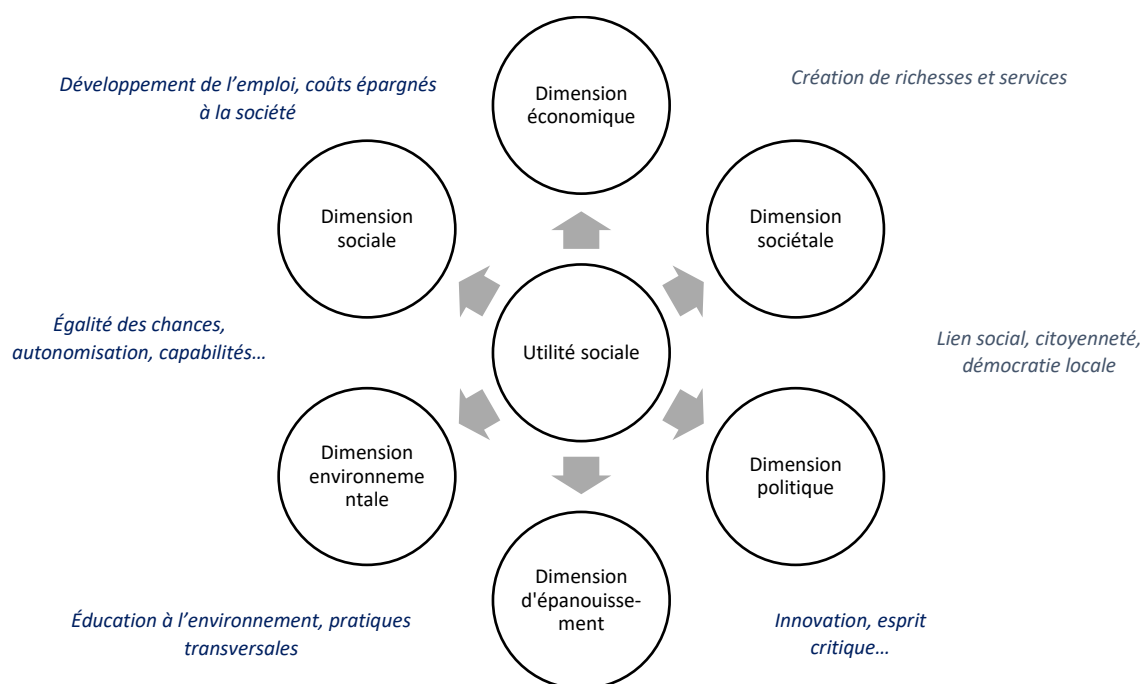 Développement de l’emploi, coûts épargnés
à la société
Dimension
économique
Création de richesses et services
Dimension
sociale
Dimension
sociétale
Égalité des chances,
autonomisation, capabilités…
Utilité sociale
Lien social, citoyenneté,
démocratie locale
Dimension
environneme
ntale
Dimension
politique
Éducation à l’environnement, pratiques
transversales
Dimension
d'épanouisse-
ment
Innovation, esprit
critique…